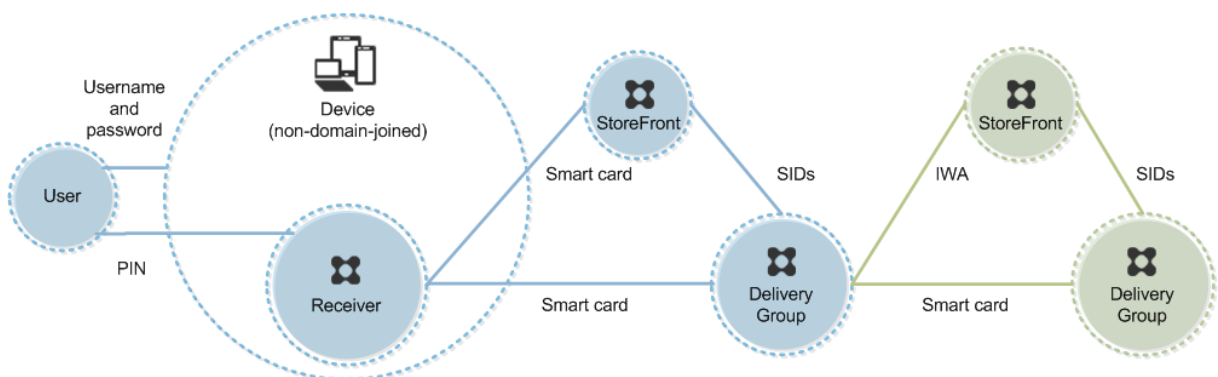 Username
and
password
User
PIN
Device
(non-domain-joined)
Receiver
StoreFront
Smart card
SIDs
Smart card
Delivery
Group
StoreFront
IWA
SIDs
Smart card
Delivery
Group